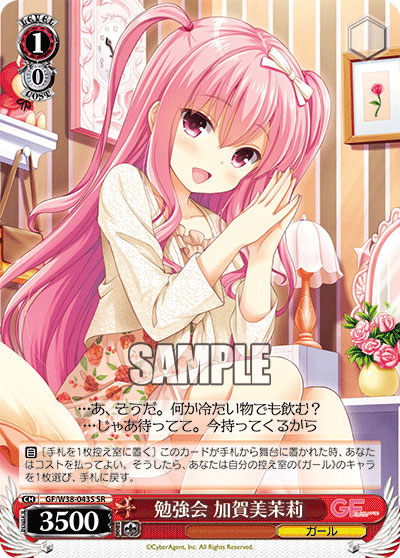 LEVEL
1
0
COST
SAMPLE
…あ、そうだ。何が冷たい物でも飲む？
…じゃあ待ってて。今持ってくるから
自［手札を1枚控え室に置く］このカードが手札から舞台に置かれた時、あなた
はコストを払ってよい。そうしたら、あなたは自分の控え室の《ガール》のキャラ
を1枚選び、手札に戻す。
CH GF/W38-043S SR
3500
勉強会 加賀美茉莉
GF
ガール
©CyberAgent, Inc. All Rights Reserved.